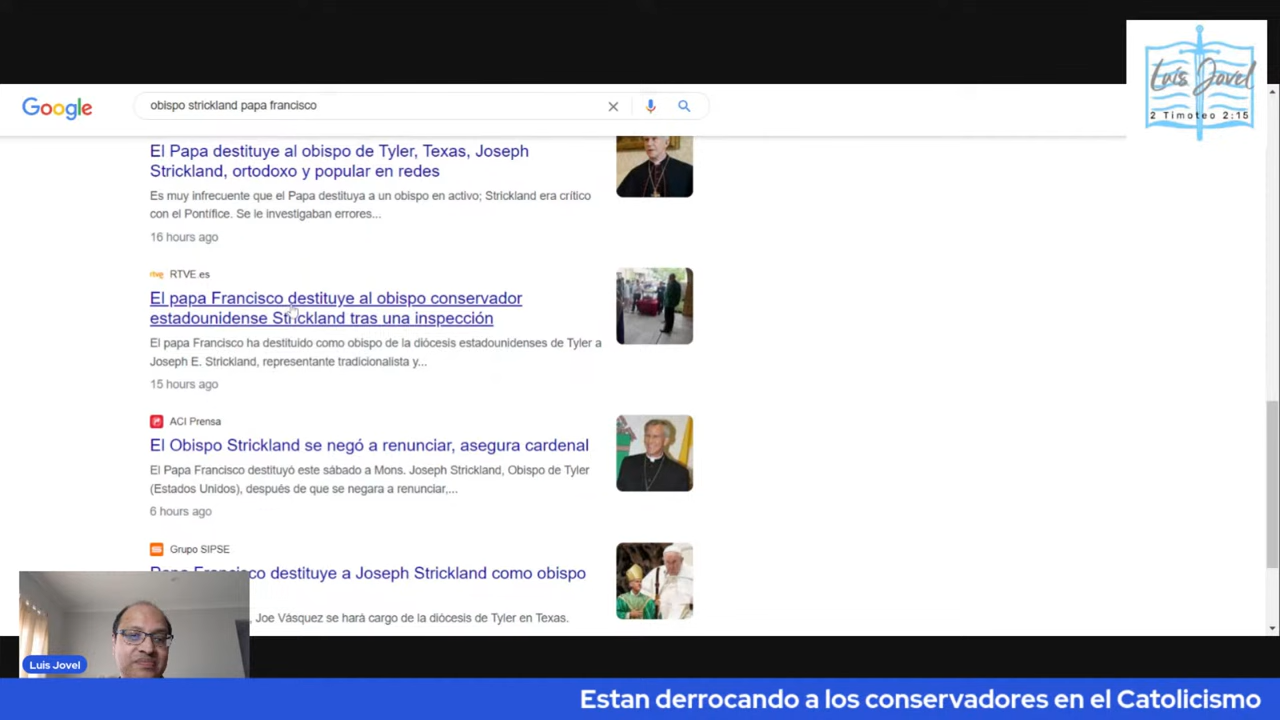 Luis Jovel
2 Timoteo 2:15
Google
obispo strickland papa francisco
El Papa destituye al obispo de Tyler, Texas, Joseph
Strickland, ortodoxo y popular en redes
Es muy infrecuente que el Papa destituya a un obispo en activo; Strickland era crítico
con el Pontífice. Se le investigaban errores...
16 hours ago
rtve RTVE.es
El papa Francisco destituye al obispo conservador
estadounidense Strickland tras una inspección
El papa Francisco ha destituido como obispo de la diócesis estadounidenses de Tyler a
Joseph E. Strickland, representante tradicionalista y...
15 hours ago
ACI Prensa
El Obispo Strickland se negó a renunciar, asegura cardenal
El Papa Francisco destituyó este sábado a Mons. Joseph Strickland, Obispo de Tyler
(Estados Unidos), después de que se negara a renunciar,...
6 hours ago
Grupo SIPSE
Papa Francisco destituye a Joseph Strickland como obispo
, Joe Vásquez se hará cargo de la diócesis de Tyler en Texas.
Luis Jovel
Estan derrocando a los conservadores en el Catolicismo